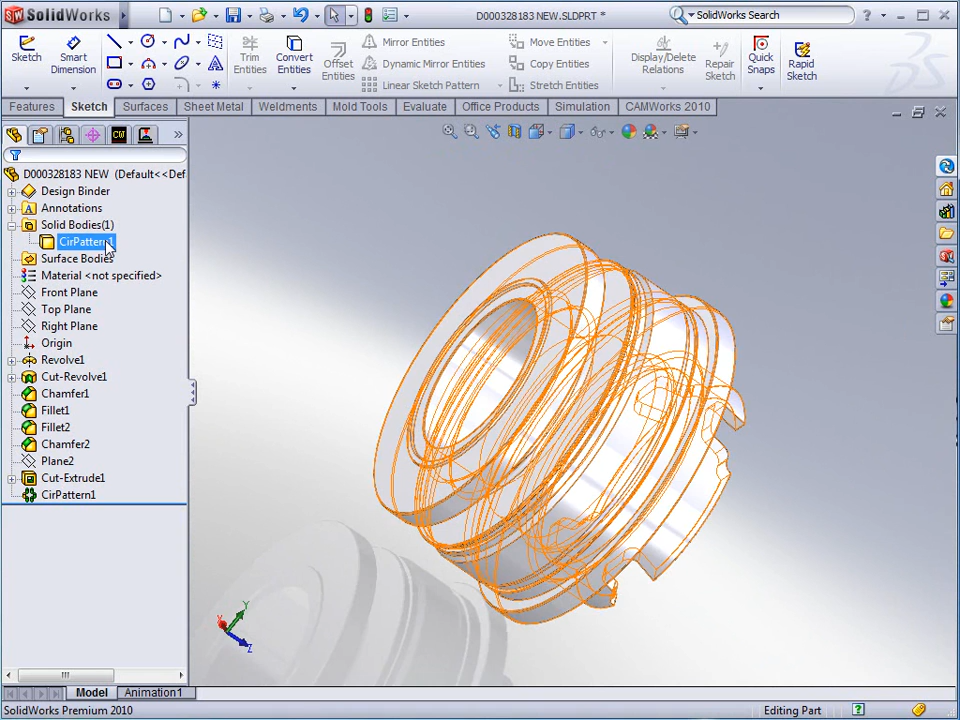 SolidWorks
D000328183 NEW.SLDPRT *
SolidWorks Search
Sketch
Smart Dimension
Trim Entities
Convert Entities
Offset Entities
Mirror Entities
Dynamic Mirror Entities
Linear Sketch Pattern
Move Entities
Copy Entities
Stretch Entities
Display/Delete Relations
Repair Sketch
Quick Snaps
Rapid Sketch
Features
Sketch
Surfaces
Sheet Metal
Weldments
Mold Tools
Evaluate
Office Products
Simulation
CAMWorks 2010
D000328183 NEW (Default<<Def
Design Binder
Annotations
Solid Bodies(1)
CirPattern1
Surface Bodies
Material <not specified>
Front Plane
Top Plane
Right Plane
Origin
Revolve1
Cut-Revolve1
Chamfer1
Fillet1
Fillet2
Chamfer2
Plane2
Cut-Extrude1
CirPattern1
Y
X
Z
Model
Animation1
SolidWorks Premium 2010
Editing Part